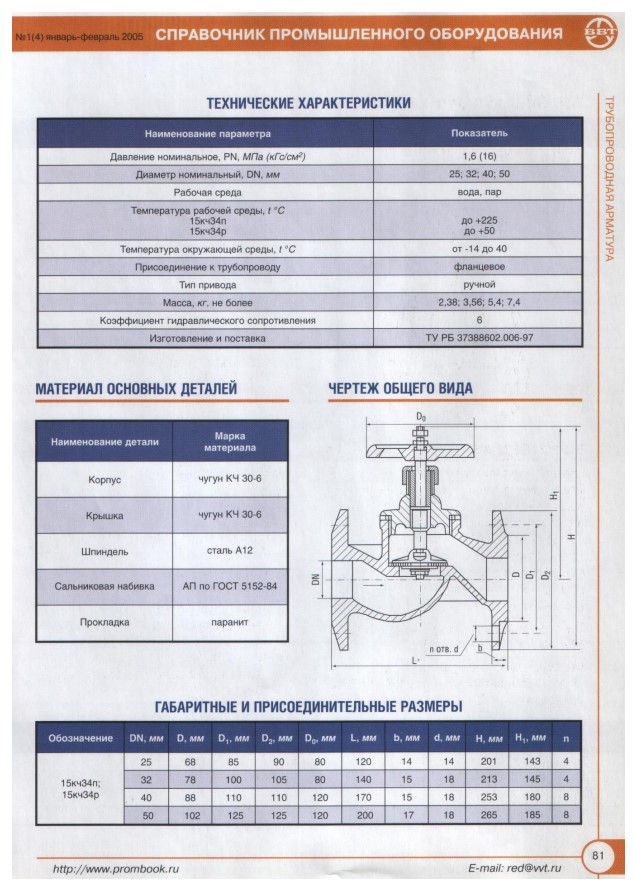 №1(4) январь-февраль 2005 СПРАВОЧНИК ПРОМЫШЛЕННОГО ОБОРУДОВАНИЯ
ВВТ
ТРУБОПРОВОДНАЯ АРМАТУРА
ТЕХНИЧЕСКИЕ ХАРАКТЕРИСТИКИ
Наименование параметра Показатель
Давление номинальное, PN, МПа (кГс/см²) 1,6 (16)
Диаметр номинальный, DN, мм 25; 32; 40; 50
Рабочая среда вода, пар
Температура рабочей среды, t °С
15кч34п до +225
15кч34р до +50
Температура окружающей среды, t °С от -14 до 40
Присоединение к трубопроводу фланцевое
Тип привода ручной
Масса, кг, не более 2,38; 3,56; 5,4; 7,4
Коэффициент гидравлического сопротивления 6
Изготовление и поставка ТУ РБ 37388602.006-97
МАТЕРИАЛ ОСНОВНЫХ ДЕТАЛЕЙ
Наименование детали Марка материала
Корпус чугун КЧ 30-6
Крышка чугун КЧ 30-6
Шпиндель сталь А12
Сальниковая набивка АП по ГОСТ 5152-84
Прокладка паранит
ЧЕРТЕЖ ОБЩЕГО ВИДА
D₀
H₁
H
DN
D
D₁
D₂
n отв. d
b
L
ГАБАРИТНЫЕ И ПРИСОЕДИНИТЕЛЬНЫЕ РАЗМЕРЫ
Обозначение DN, мм D, мм D₁, мм D₂, мм D₀, мм L, мм b, мм d, мм H, мм H₁, мм n
15кч34п;
15кч34р
25 68 85 90 80 120 14 14 201 143 4
32 78 100 105 80 140 15 18 213 145 4
40 88 110 110 120 170 15 18 253 180 8
50 102 125 125 120 200 17 18 265 185 8
81
http://www.prombook.ru E-mail: red@vvt.ru